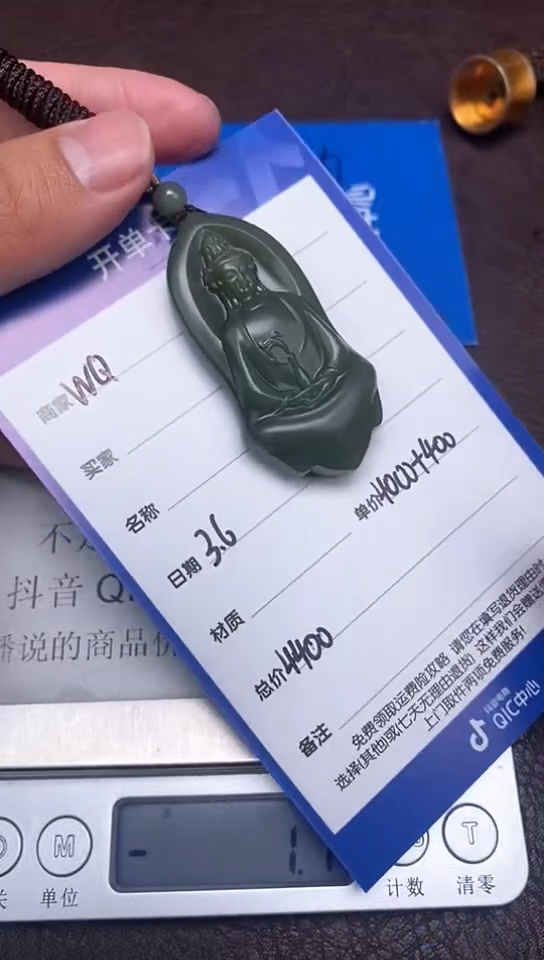 开单
商家 WQ
买家
名称
日期 3.6
单价 4000+400
材质
总价 4400
备注
免费领取运费险攻略 请您在填写退货理由时
选择(其他)或(七天无理由退货) 这样我们会赠送
上门取件两项免费服务!
抖音电商
QIC中心
抖音 Q
播说的商品价
M
T
单位
计数
清零